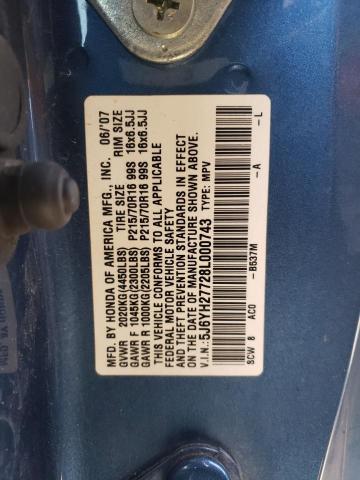 MFG. BY HONDA OF AMERICA MFG., INC. 06/'07
TIRE SIZE RIM SIZE
GVWR 2020KG(4450LBS)
GAWR F 1045KG(2300LBS) P215/70R16 99S 16x6.5JJ
GAWR R 1000KG(2205LBS) P215/70R16 99S 16x6.5JJ
THIS VEHICLE CONFORMS TO ALL APPLICABLE
FEDERAL MOTOR VEHICLE SAFETY
AND THEFT PREVENTION STANDARDS IN EFFECT
ON THE DATE OF MANUFACTURE SHOWN ABOVE.
V.I.N.:5J6YH27728L000743 TYPE: MPV
SCW 8 AC0 -B537M -A -L